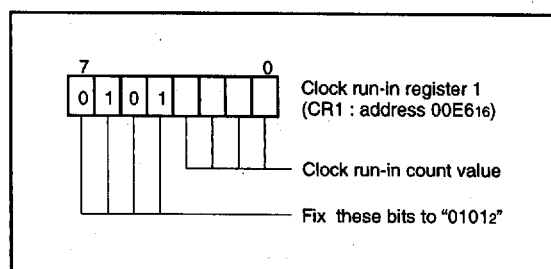 7 0
0 1 0 1
Clock run-in register 1
(CR1 : address 00E616)
Clock run-in count value
Fix these bits to “01012”